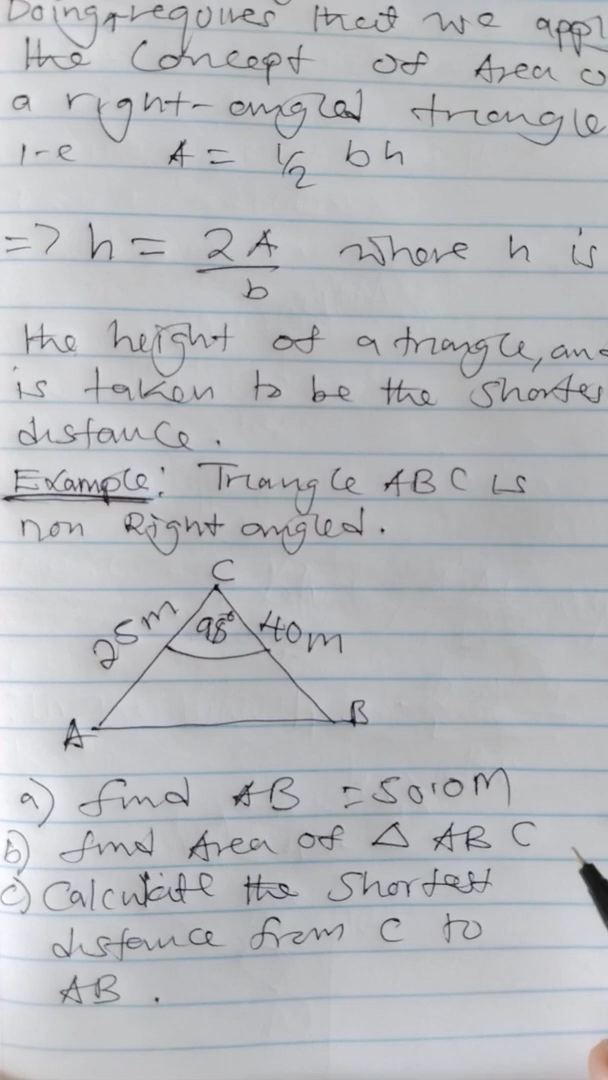 Doing, requires that we appl
the Concept of Area o
a right-angled triangle
i-e A = 1/2 bh
=> h = 2A/b where h is
the height of a triangle, and
is taken to be the shortes
distance.
Example: Triangle ABC is
non Right angled.
C
25m 98° 40m
A B
a) find AB = 50.0m
b) find Area of △ ABC
c) Calculate the Shortest
distance from C to
AB.